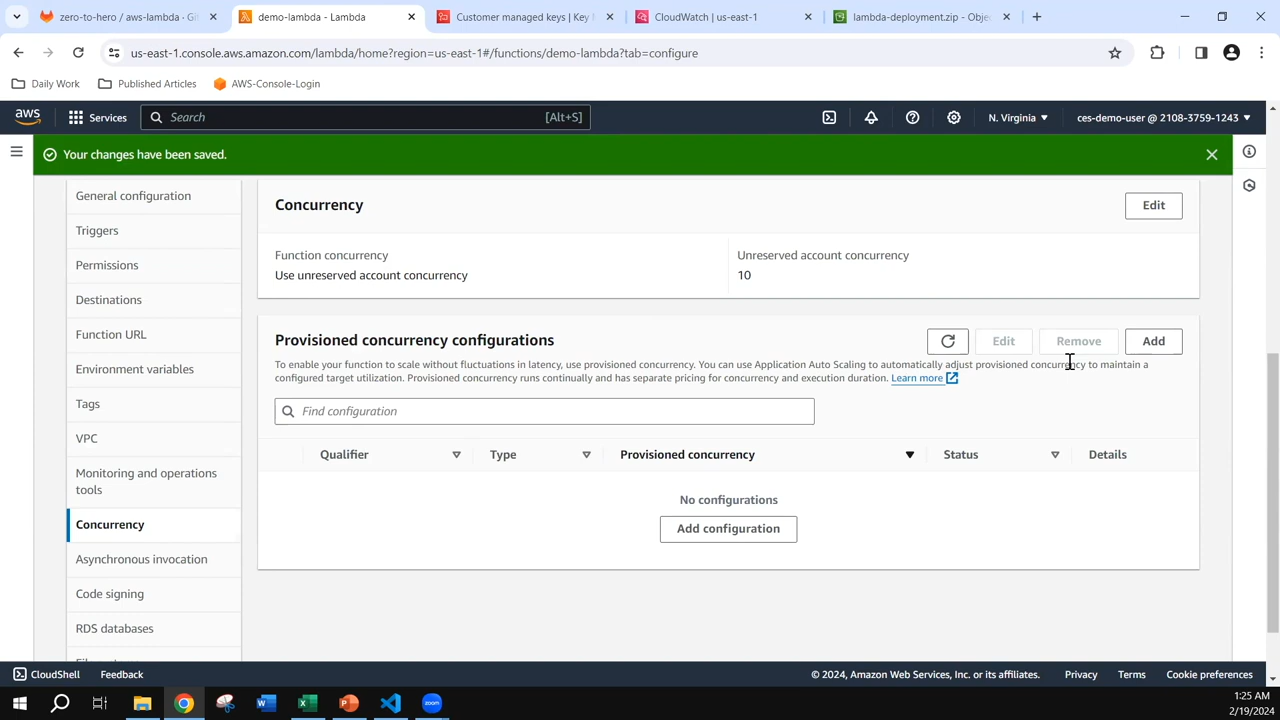 zero-to-hero / aws-lambda · Gi
demo-lambda - Lambda
Customer managed keys | Key
CloudWatch | us-east-1
lambda-deployment.zip - Obje
us-east-1.console.aws.amazon.com/lambda/home?region=us-east-1#/functions/demo-lambda?tab=configure
Daily Work
Published Articles
AWS-Console-Login
aws
Services
Search
[Alt+S]
N. Virginia
ces-demo-user @ 2108-3759-1243
Your changes have been saved.
General configuration
Triggers
Permissions
Destinations
Function URL
Environment variables
Tags
VPC
Monitoring and operations
tools
Concurrency
Asynchronous invocation
Code signing
RDS databases
Concurrency
Edit
Function concurrency
Use unreserved account concurrency
Unreserved account concurrency
10
Provisioned concurrency configurations
Edit
Remove
Add
To enable your function to scale without fluctuations in latency, use provisioned concurrency. You can use Application Auto Scaling to automatically adjust provisioned concurrency to maintain a
configured target utilization. Provisioned concurrency runs continually and has separate pricing for concurrency and execution duration. Learn more
Find configuration
Qualifier
Type
Provisioned concurrency
Status
Details
No configurations
Add configuration
CloudShell
Feedback
© 2024, Amazon Web Services, Inc. or its affiliates.
Privacy
Terms
Cookie preferences
1:25 AM
2/19/2024